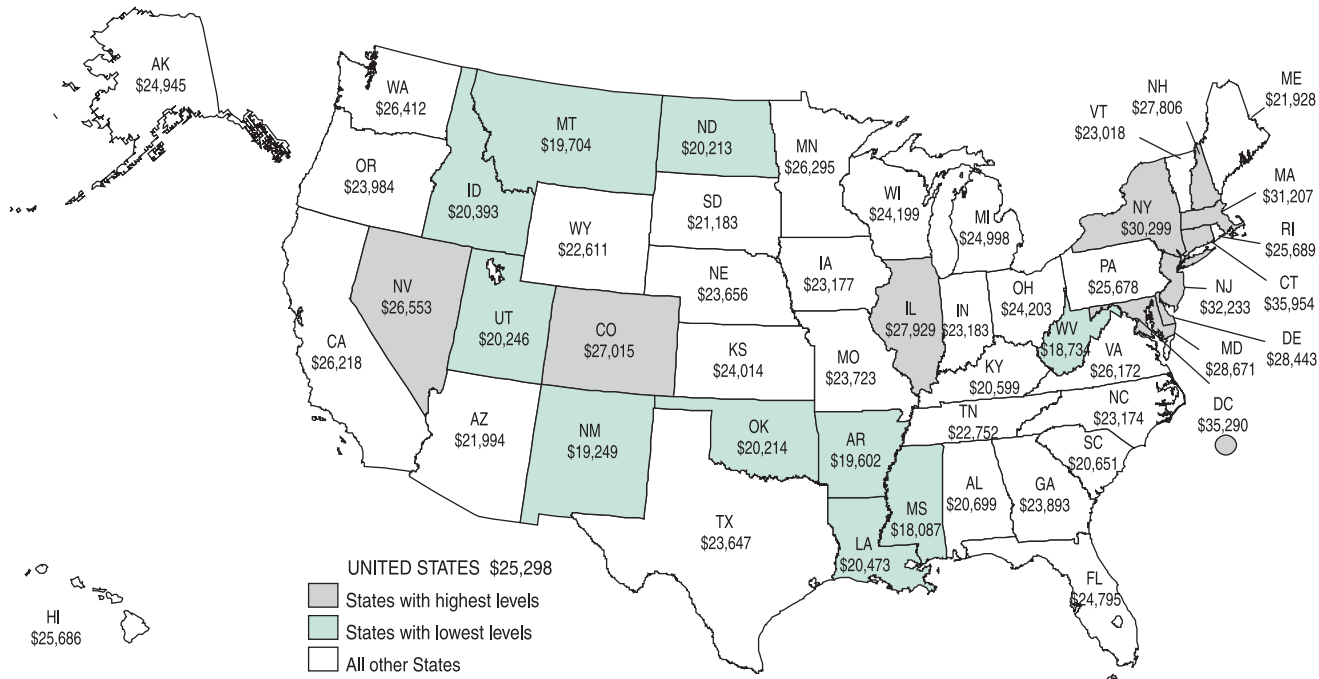 AK
$24,945
WA
$26,412
MT
$19,704
ND
$20,213
MN
$26,295
OR
$23,984
ID
$20,393
WY
$22,611
SD
$21,183
WI
$24,199
MI
$24,998
NY
$30,299
VT
$23,018
NH
$27,806
ME
$21,928
MA
$31,207
RI
$25,689
CT
$35,954
NJ
$32,233
DE
$28,443
MD
$28,671
DC
$35,290
NV
$26,553
UT
$20,246
CO
$27,015
NE
$23,656
IA
$23,177
IL
$27,929
IN
$23,183
OH
$24,203
PA
$25,678
WV
$18,734
VA
$26,172
CA
$26,218
KS
$24,014
MO
$23,723
KY
$20,599
NC
$23,174
TN
$22,752
SC
$20,651
AZ
$21,994
NM
$19,249
OK
$20,214
AR
$19,602
MS
$18,087
AL
$20,699
GA
$23,893
TX
$23,647
LA
$20,473
FL
$24,795
HI
$25,686
UNITED STATES $25,298
States with highest levels
States with lowest levels
All other States